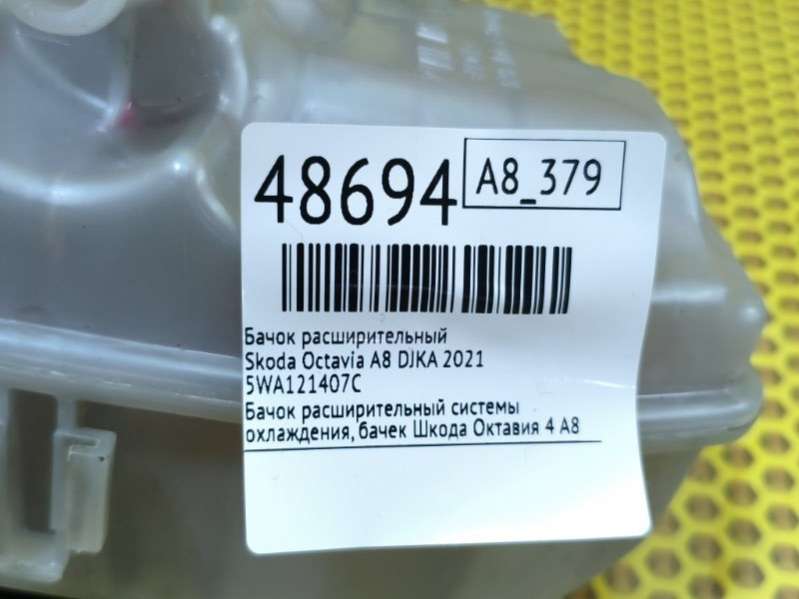 48694
A8_379
Бачок расширительный
Skoda Octavia A8 DJKA 2021
5WA121407C
Бачок расширительный системы
охлаждения, бачек Шкода Октавия 4 А8